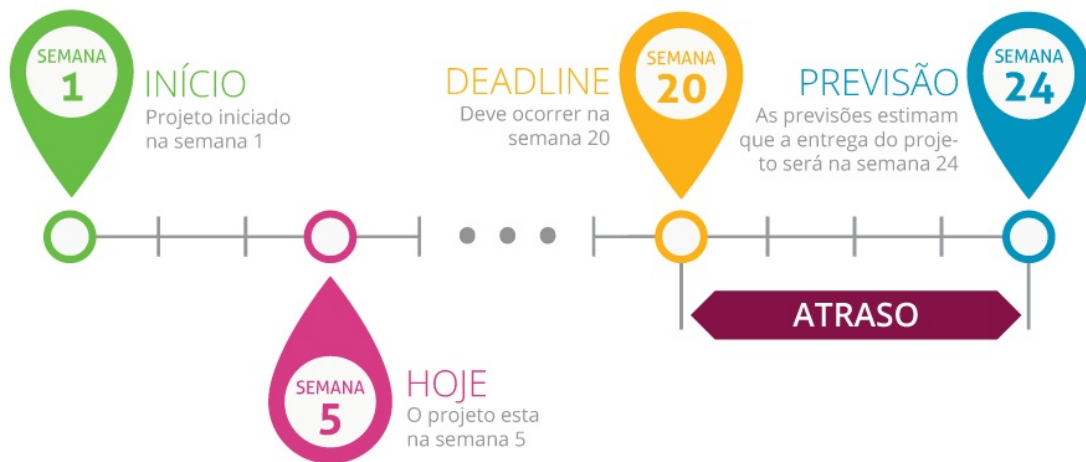 SEMANA
1
INÍCIO
Projeto iniciado
na semana 1
DEADLINE
Deve ocorrer na
semana 20
SEMANA
20
PREVISÃO
As previsões estimam
que a entrega do proje-
to será na semana 24
SEMANA
24
ATRASO
SEMANA
5
HOJE
O projeto esta
na semana 5